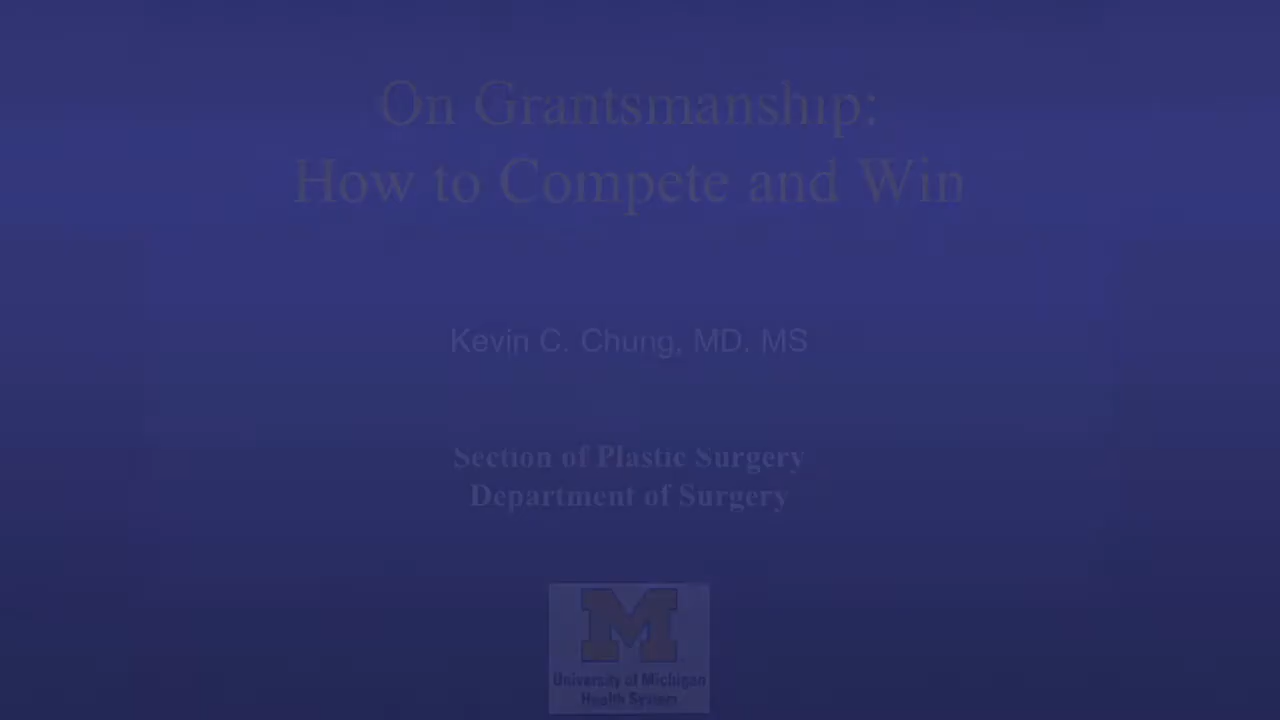 On Grantsmanship:
How to Compete and Win
Kevin C. Chung, MD, MS
Section of Plastic Surgery
Department of Surgery
M
University of Michigan
Health System